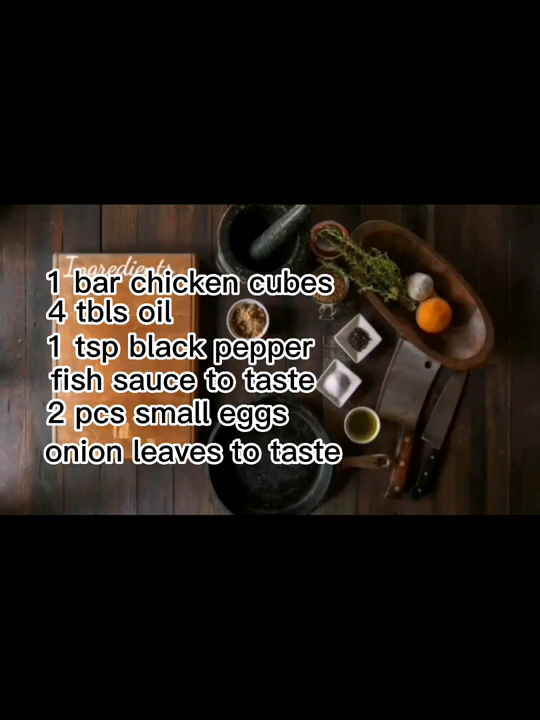 Ingredients
1 bar chicken cubes
4 tbls oil
1 tsp black pepper
fish sauce to taste
2 pcs small eggs
onion leaves to taste